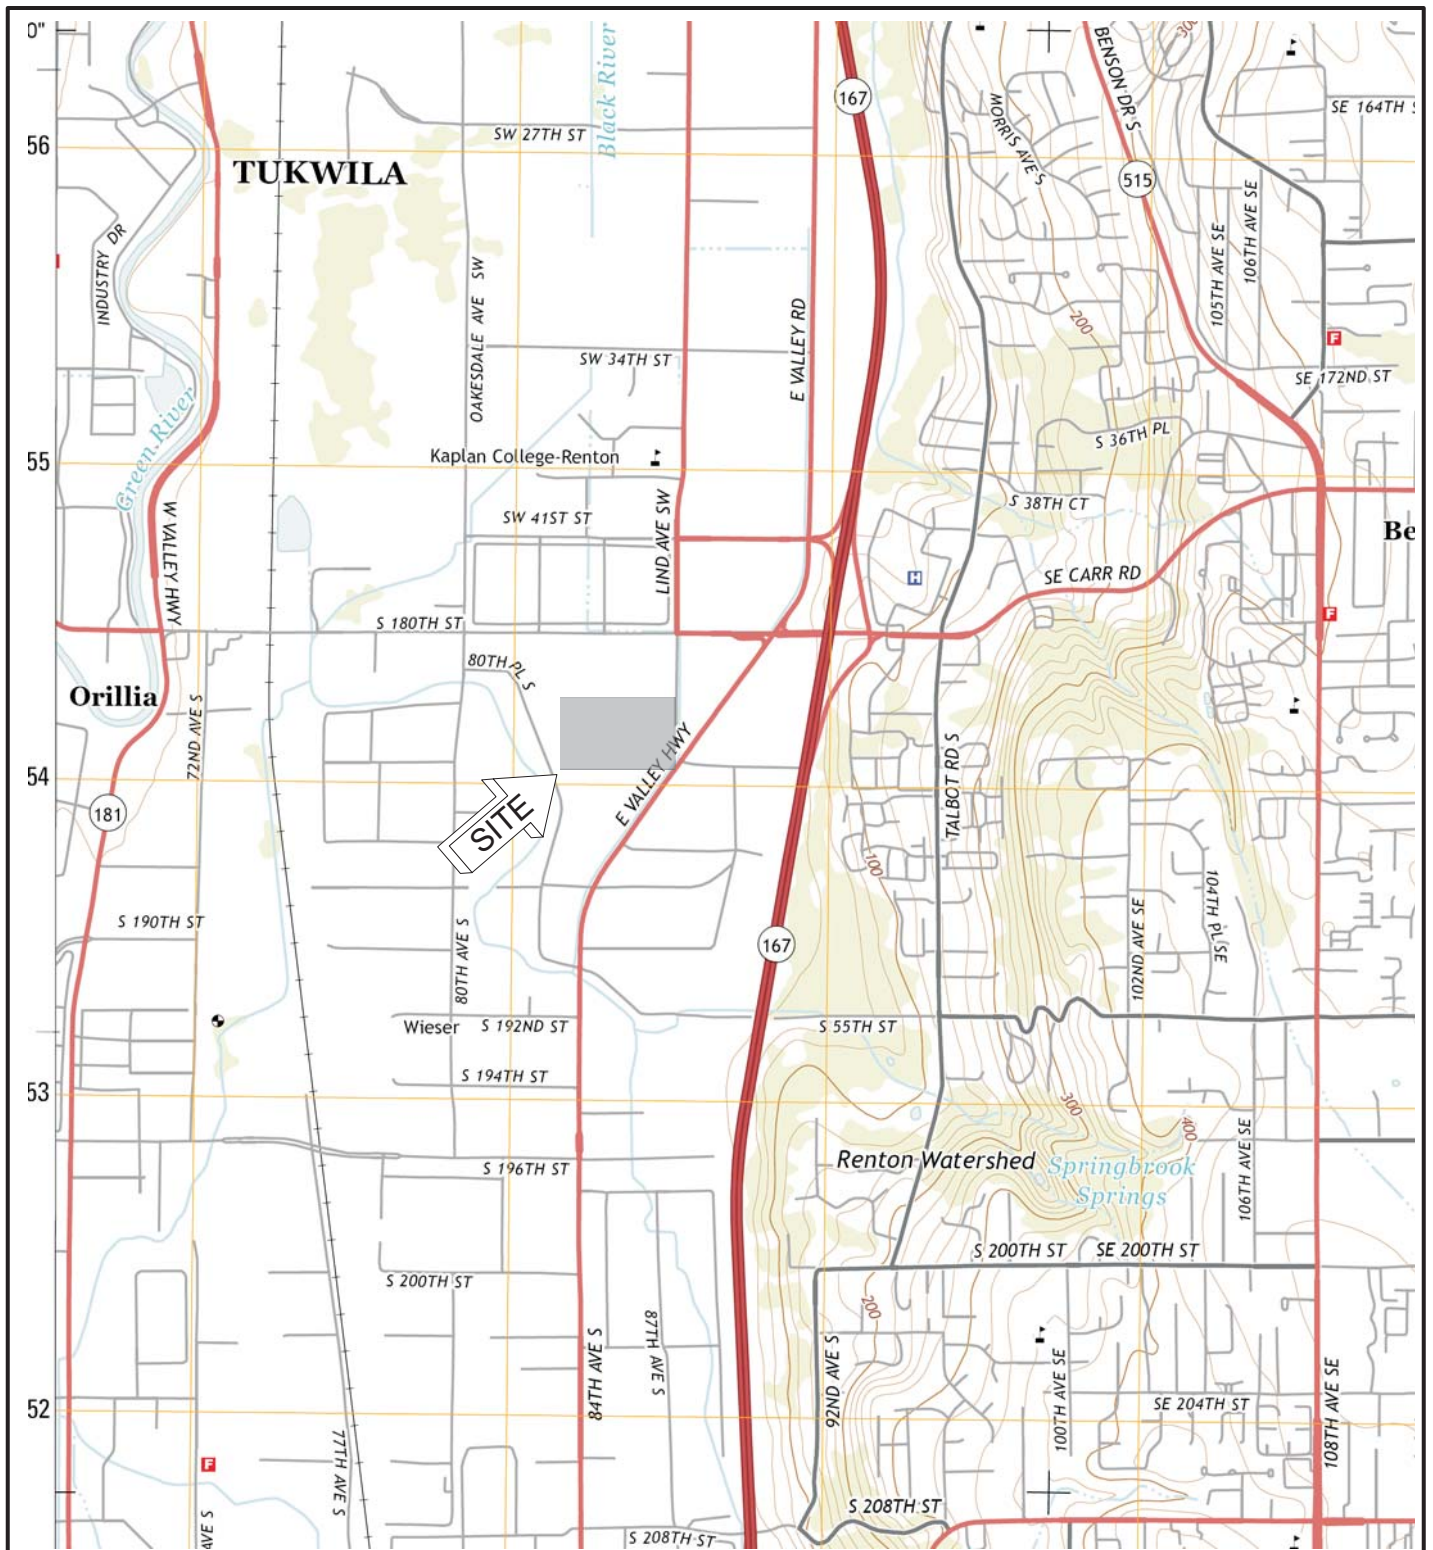 0"
Black River
BENSON DR S
300
167
MORRIS AVE S
SE 164TH S
SW 27TH ST
56
TUKWILA
515
INDUSTRY DR
105TH AVE SE
106TH AVE SE
OAKESDALE AVE SW
E VALLEY RD
200
F
SW 34TH ST
SE 172ND ST
Green River
S 36TH PL
Kaplan College-Renton
55
S 38TH CT
SW 41ST ST
W VALLEY HWY
LIND AVE SW
Be
H
SE CARR RD
F
S 180TH ST
80TH PL S
Orillia
72ND AVE S
E VALLEY HWY
TALBOT RD S
54
181
SITE
100
104TH PL SE
S 190TH ST
80TH AVE S
167
102ND AVE SE
Wieser
S 192ND ST
S 55TH ST
S 194TH ST
53
300
400
106TH AVE SE
S 196TH ST
Renton Watershed
Springbrook
Springs
S 200TH ST
SE 200TH ST
S 200TH ST
200
84TH AVE S
87TH AVE S
92ND AVE S
100TH AVE SE
108TH AVE SE
SE 204TH ST
52
77TH AVE S
F
AVE S
S 208TH ST
S 208TH ST